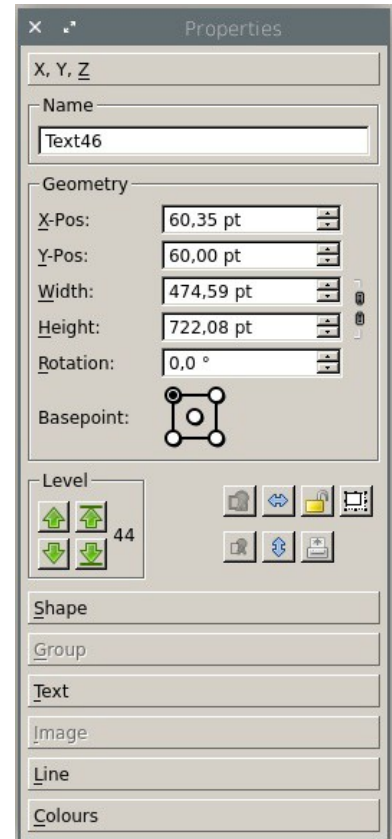 Properties
X, Y, Z
Name
Text46
Geometry
X-Pos: 60,35 pt
Y-Pos: 60,00 pt
Width: 474,59 pt
Height: 722,08 pt
Rotation: 0,0 °
Basepoint:
Level
44
Shape
Group
Text
Image
Line
Colours